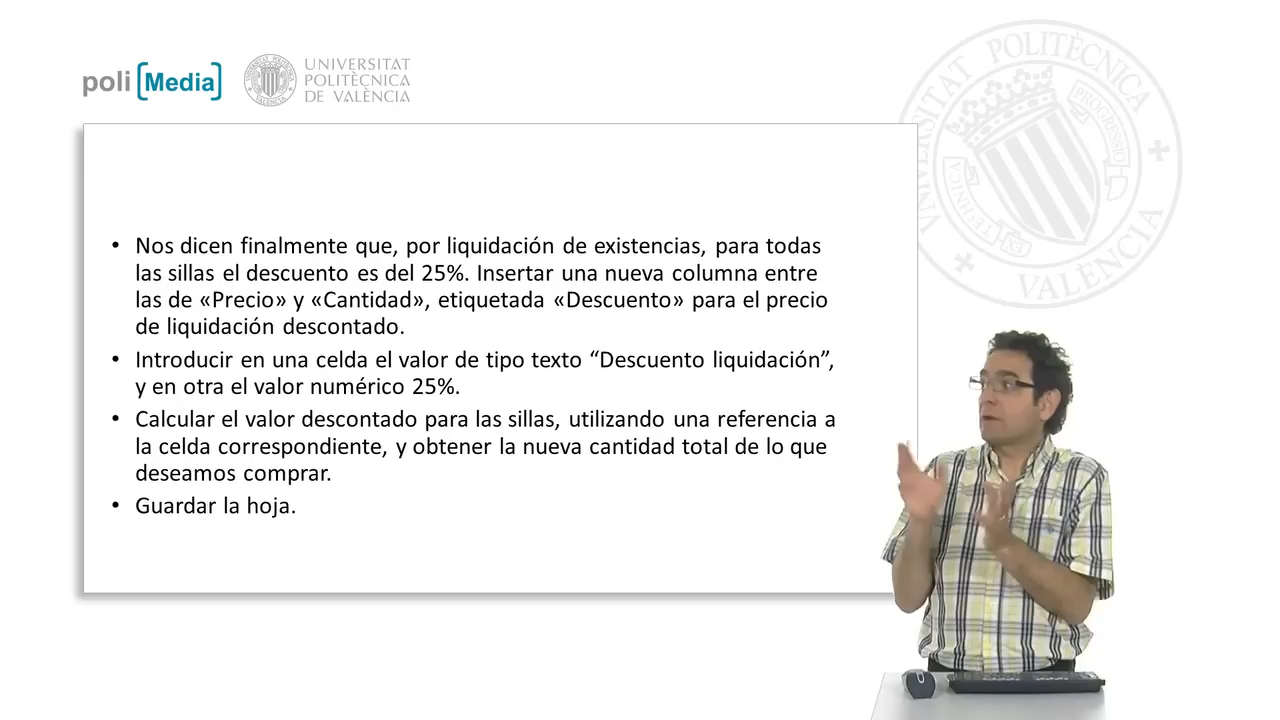 poli [Media]
UNIVERSITAT
POLITÈCNICA
DE VALÈNCIA
UNIVERSITAT POLITÈCNICA
VALÈNCIA
PROGRESSIO
Nos dicen finalmente que, por liquidación de existencias, para todas
las sillas el descuento es del 25%. Insertar una nueva columna entre
las de «Precio» y «Cantidad», etiquetada «Descuento» para el precio
de liquidación descontado.
Introducir en una celda el valor de tipo texto “Descuento liquidación”,
y en otra el valor numérico 25%.
Calcular el valor descontado para las sillas, utilizando una referencia a
la celda correspondiente, y obtener la nueva cantidad total de lo que
deseamos comprar.
Guardar la hoja.